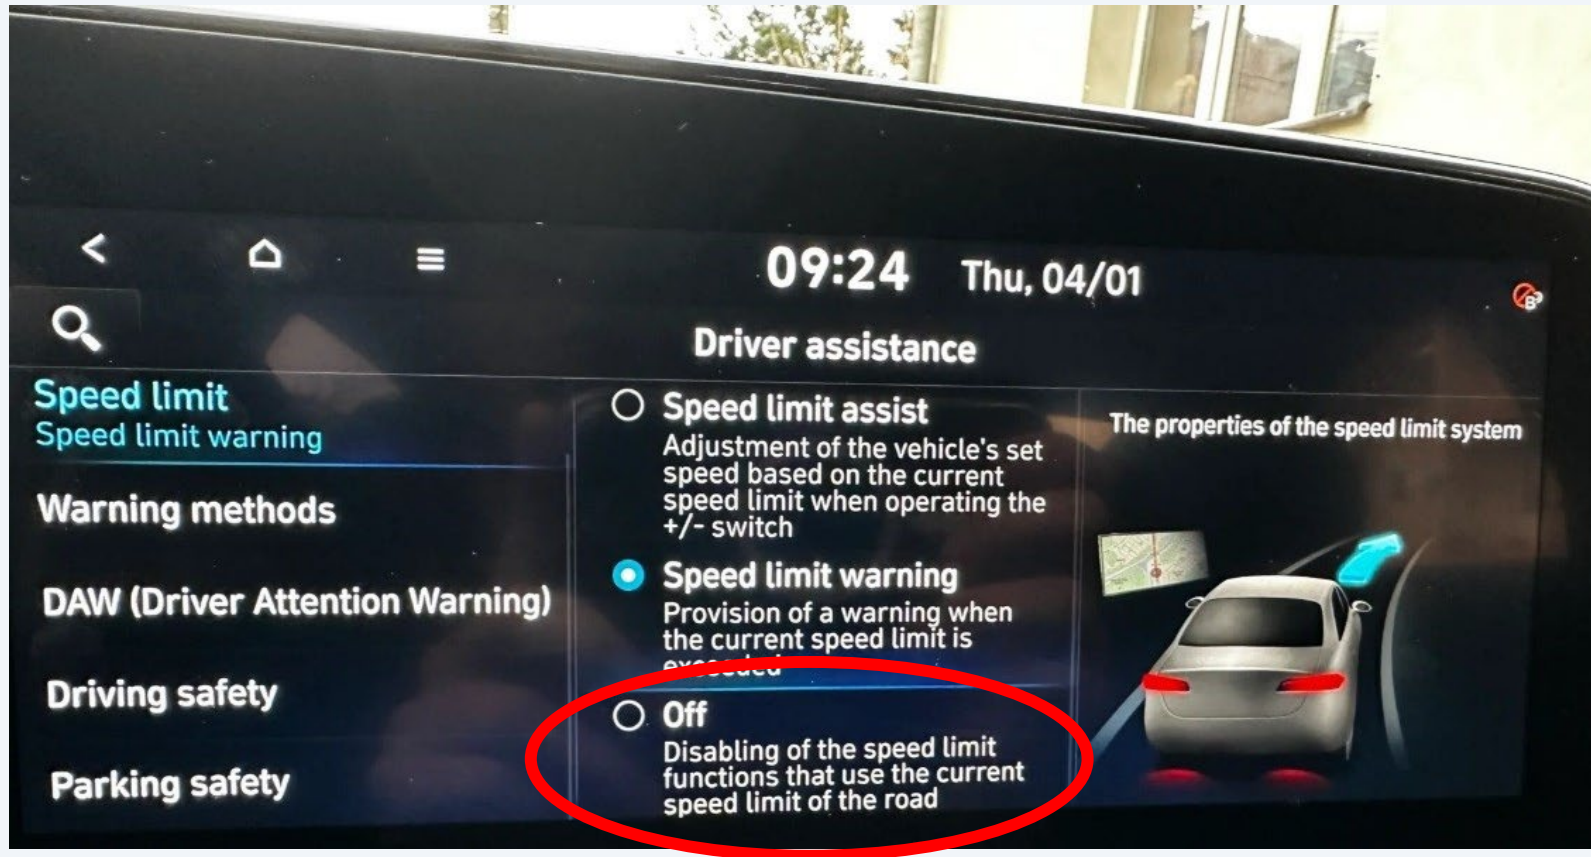 09:24 Thu, 04/01
Driver assistance
Speed limit
Speed limit warning
Warning methods
DAW (Driver Attention Warning)
Driving safety
Parking safety
Speed limit assist
Adjustment of the vehicle's set
speed based on the current
speed limit when operating the
+/- switch
Speed limit warning
Provision of a warning when
the current speed limit is
exceeded
Off
Disabling of the speed limit
functions that use the current
speed limit of the road
The properties of the speed limit system